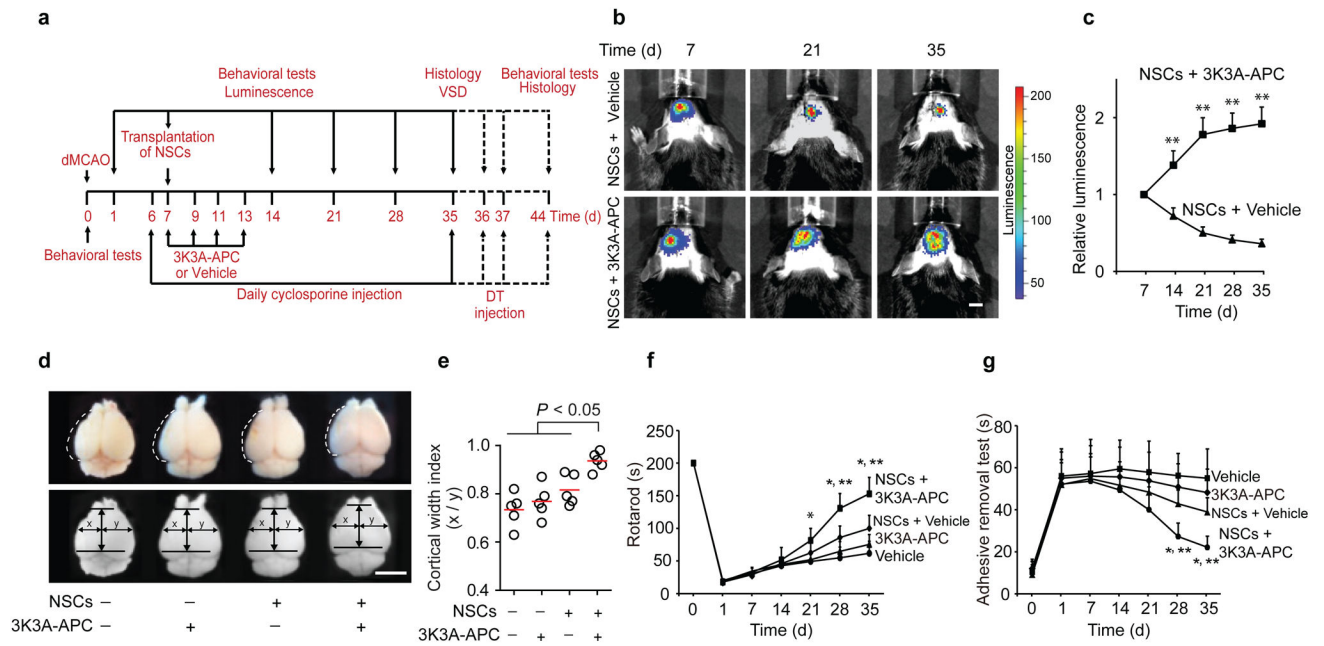 a
Behavioral tests
Luminescence
Histology
VSD
Behavioral tests
Histology
Transplantation
of NSCs
dMCAO
0 1 6 7 9 11 13 14 21 28 35 36 37 44 Time (d)
Behavioral tests
3K3A-APC
or Vehicle
Daily cyclosporine injection
DT
injection
b
Time (d) 7 21 35
NSCs + Vehicle
NSCs + 3K3A-APC
Luminescence
200
150
100
50
c
NSCs + 3K3A-APC
** ** ** ** **
NSCs + Vehicle
Relative luminescence
2
1
0
7 14 21 28 35
Time (d)
d
x y x y x y x y
NSCs – – + +
3K3A-APC – + – +
e
P < 0.05
Cortical width index
(x / y)
1.0
0.8
0.6
0.4
NSCs – – + +
3K3A-APC – + – +
f
Rotarod (s)
250
200
150
100
50
0
*
*, **
*, **
NSCs +
3K3A-APC
NSCs + Vehicle
3K3A-APC
Vehicle
0 1 7 14 21 28 35
Time (d)
g
Adhesive removal test (s)
80
60
40
20
0
Vehicle
3K3A-APC
NSCs + Vehicle
NSCs +
3K3A-APC
*, **
*, **
0 1 7 14 21 28 35
Time (d)